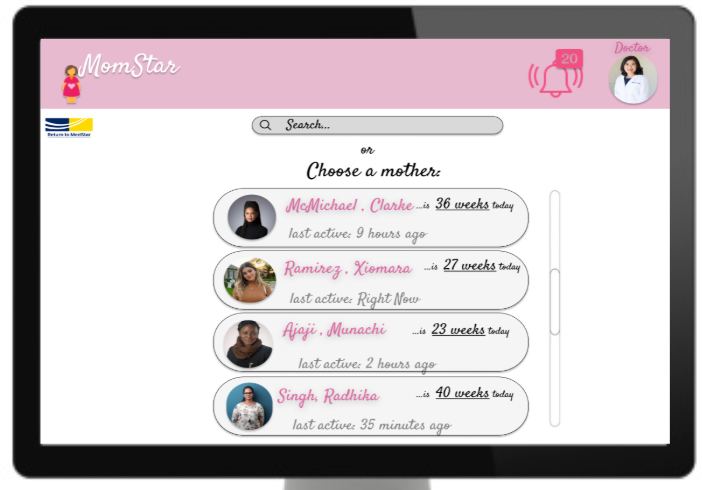 MomStar
20
Doctor
Return to MedStar
Search...
or
Choose a mother:
McMichael , Clarke ...is 36 weeks today
last active: 9 hours ago
Ramirez , Xiomara ...is 27 weeks today
last active: Right Now
Ajaji , Munachi ...is 23 weeks today
last active: 2 hours ago
Singh, Radhika ...is 40 weeks today
last active: 35 minutes ago